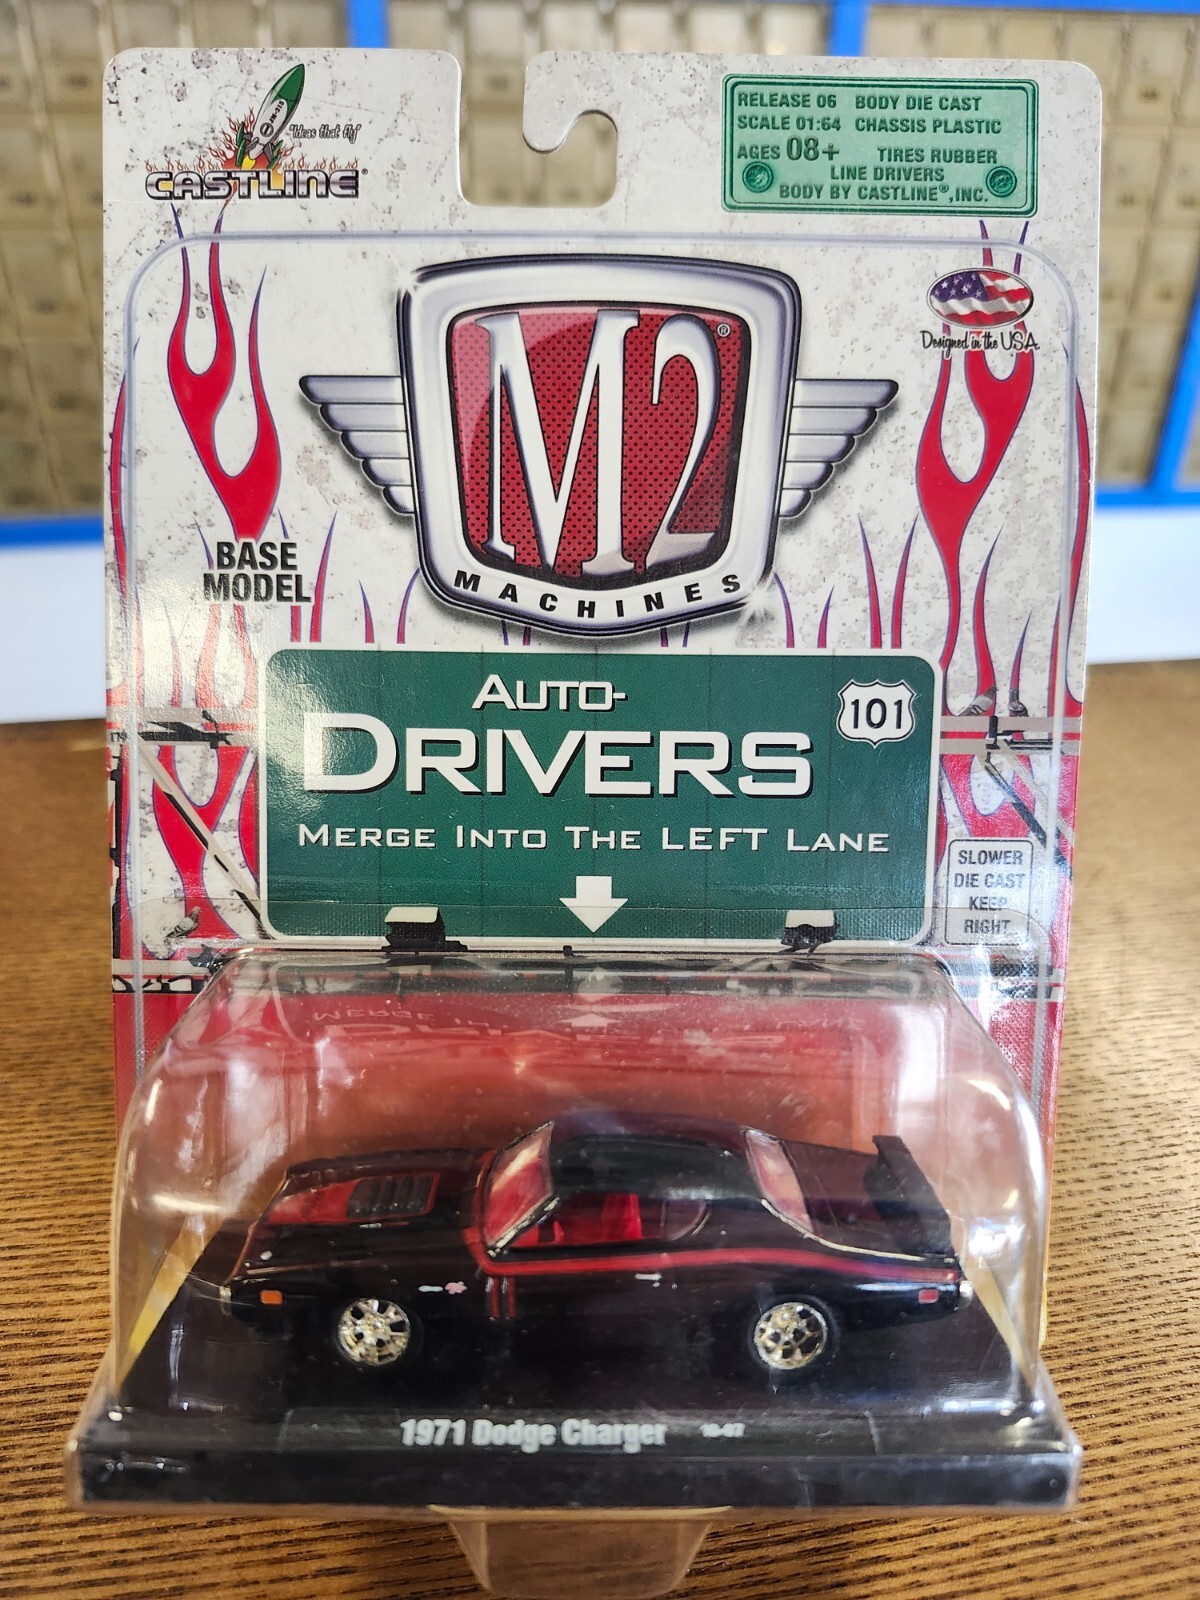 "Ideas that fly"
CASTLINE®
RELEASE 06 BODY DIE CAST
SCALE 01:64 CHASSIS PLASTIC
AGES 08+ TIRES RUBBER
LINE DRIVERS
BODY BY CASTLINE®,INC.
M2®
MACHINES
Designed in the U.S.A.
BASE
MODEL
AUTO-
DRIVERS
101
MERGE INTO THE LEFT LANE
SLOWER
DIE CAST
KEEP
RIGHT
1971 Dodge Charger